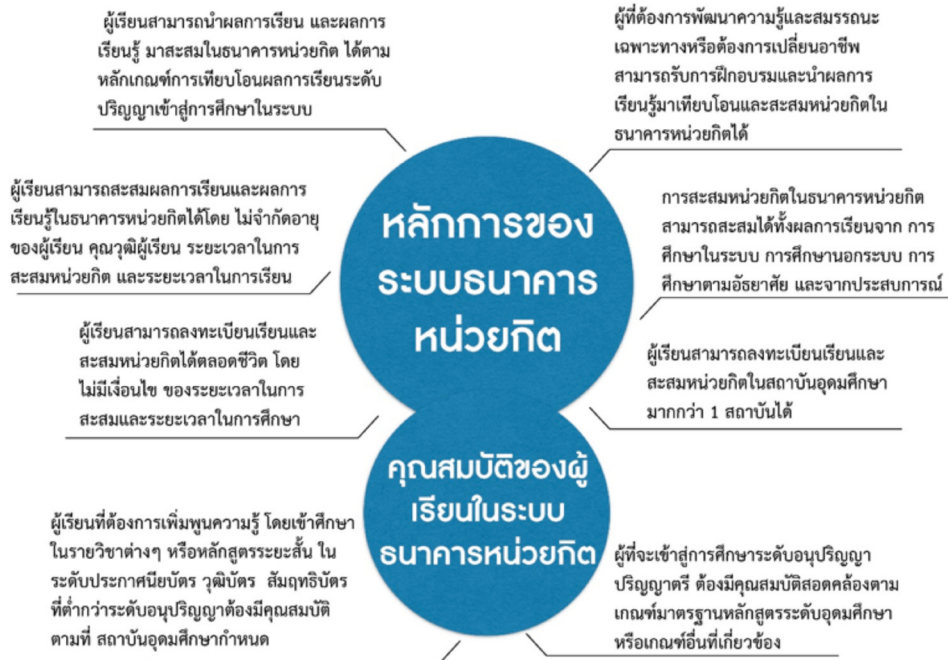 ผู้เรียนสามารถนำผลการเรียน และผลการ
เรียนรู้ มาสะสมในธนาคารหน่วยกิต ได้ตาม
หลักเกณฑ์การเทียบโอนผลการเรียนระดับ
ปริญญาเข้าสู่การศึกษาในระบบ
ผู้ที่ต้องการพัฒนาความรู้และสมรรถนะ
เฉพาะทางหรือต้องการเปลี่ยนอาชีพ
สามารถรับการฝึกอบรมและนำผลการ
เรียนรู้มาเทียบโอนและสะสมหน่วยกิตใน
ธนาคารหน่วยกิตได้
ผู้เรียนสามารถสะสมผลการเรียนและผลการ
เรียนรู้ในธนาคารหน่วยกิตได้โดย ไม่จำกัดอายุ
ของผู้เรียน คุณวุฒิผู้เรียน ระยะเวลาในการ
สะสมหน่วยกิต และระยะเวลาในการเรียน
หลักการของ
ระบบธนาคาร
หน่วยกิต
การสะสมหน่วยกิตในธนาคารหน่วยกิต
สามารถสะสมได้ทั้งผลการเรียนจาก การ
ศึกษาในระบบ การศึกษานอกระบบ การ
ศึกษาตามอัธยาศัย และจากประสบการณ์
ผู้เรียนสามารถลงทะเบียนเรียนและ
สะสมหน่วยกิตได้ตลอดชีวิต โดย
ไม่มีเงื่อนไข ของระยะเวลาในการ
สะสมและระยะเวลาในการศึกษา
ผู้เรียนสามารถลงทะเบียนเรียนและ
สะสมหน่วยกิตในสถาบันอุดมศึกษา
มากกว่า 1 สถาบันได้
คุณสมบัติของผู้
เรียนในระบบ
ธนาคารหน่วยกิต
ผู้เรียนที่ต้องการเพิ่มพูนความรู้ โดยเข้าศึกษา
ในรายวิชาต่างๆ หรือหลักสูตรระยะสั้น ใน
ระดับประกาศนียบัตร วุฒิบัตร สัมฤทธิบัตร
ที่ต่ำกว่าระดับอนุปริญญาต้องมีคุณสมบัติ
ตามที่ สถาบันอุดมศึกษากำหนด
ผู้ที่จะเข้าสู่การศึกษาระดับอนุปริญญา
ปริญญาตรี ต้องมีคุณสมบัติสอดคล้องตาม
เกณฑ์มาตรฐานหลักสูตรระดับอุดมศึกษา
หรือเกณฑ์อื่นที่เกี่ยวข้อง